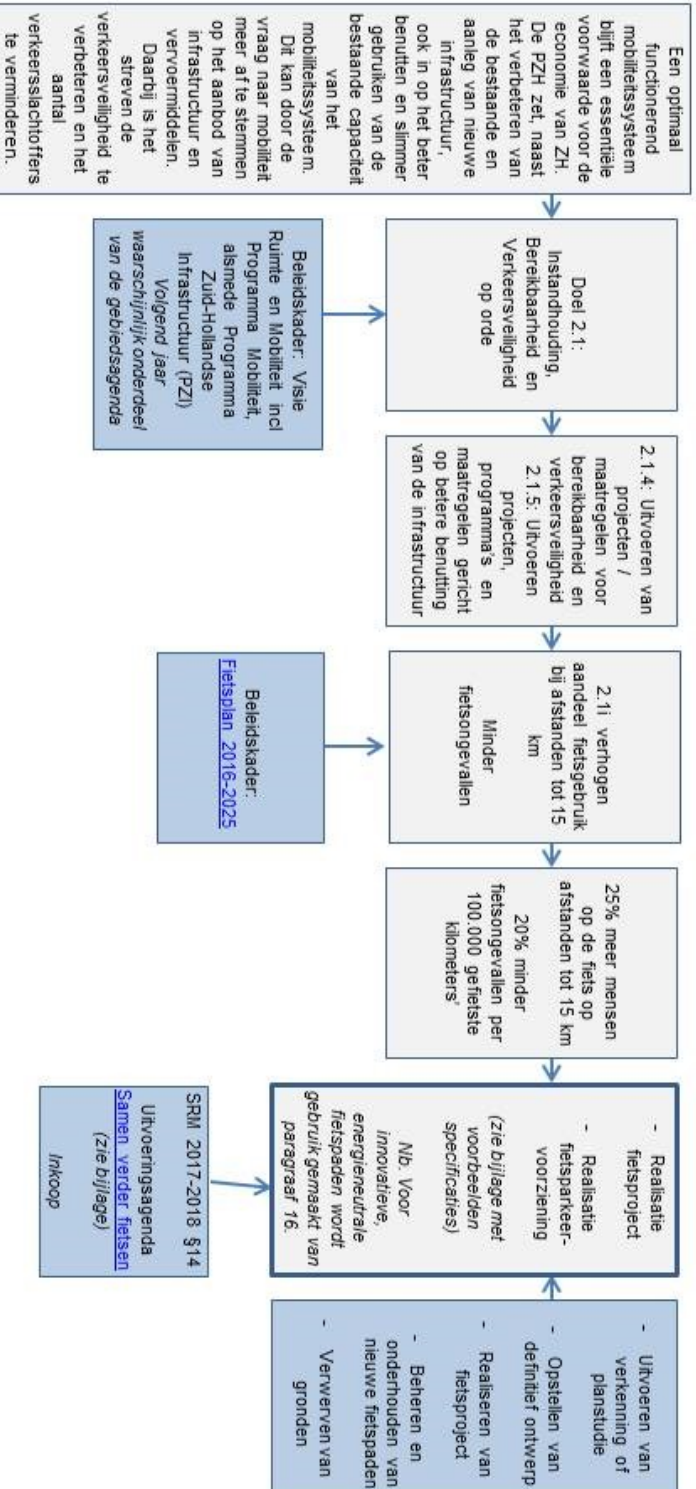 Een optimaal
functionerend
mobiliteitssysteem
blijft een essentiële
voorwaarde voor de
economie van ZH.
De PZH zet, naast
het verbeteren van
de bestaande en
aanleg van nieuwe
infrastructuur,
ook in op het beter
benutten en slimmer
gebruiken van de
bestaande capaciteit
van het
mobiliteitssysteem.
Dit kan door de
vraag naar mobiliteit
meer af te stemmen
op het aanbod van
infrastructuur en
vervoermiddelen.
Daarbij is het
streven de
verkeersveiligheid te
verbeteren en het
aantal
verkeersslachtoffers
te verminderen.
Doel 2.1:
Instandhouding,
Bereikbaarheid en
Verkeersveiligheid
op orde
Beleidskader: Visie
Ruimte en Mobiliteit incl
Programma Mobiliteit,
alsmede Programma
Zuid-Hollandse
Infrastructuur (PZI)
Volgend jaar
waarschijnlijk onderdeel
van de gebiedsagenda
2.1.4: Uitvoeren van
projecten /
maatregelen voor
bereikbaarheid en
verkeersveiligheid
2.1.5: Uitvoeren
projecten,
programma's en
maatregelen gericht
op betere benutting
van de infrastructuur
2.1i verhogen
aandeel fietsgebruik
bij afstanden tot 15
km
Minder
fietsongevallen
Beleidskader:
Fietsplan 2016-2025
25% meer mensen
op de fiets op
afstanden tot 15 km
20% minder
fietsongevallen per
100.000 gefietste
kilometers'
- Realisatie
fietsproject
- Realisatie
fietsparkeer-
voorziening
(zie bijlage met
voorbeelden
specificaties)
Nb. Voor
innovatieve,
energieneutrale
fietspaden wordt
gebruik gemaakt van
paragraaf 16.
SRM 2017-2018 §14
Uitvoeringsagenda
Samen verder fietsen
(zie bijlage)
Inkoop
- Uitvoeren van
verkenning of
planstudie
- Opstellen van
definitief ontwerp
- Realiseren van
fietsproject
- Beheren en
onderhouden van
nieuwe fietspaden
- Verwerven van
gronden